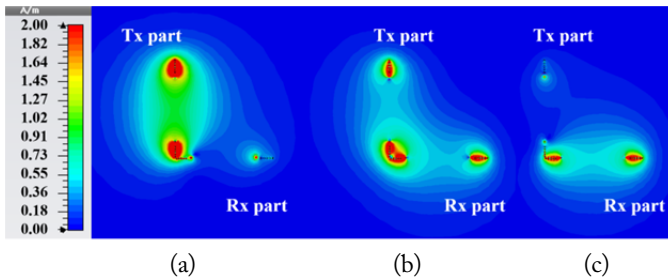 A/m
2.00
1.82
1.64
1.45
1.27
1.09
0.91
0.73
0.55
0.36
0.18
0.00
Tx part
Rx part
Tx part
Rx part
Tx part
Rx part
(a)
(b)
(c)